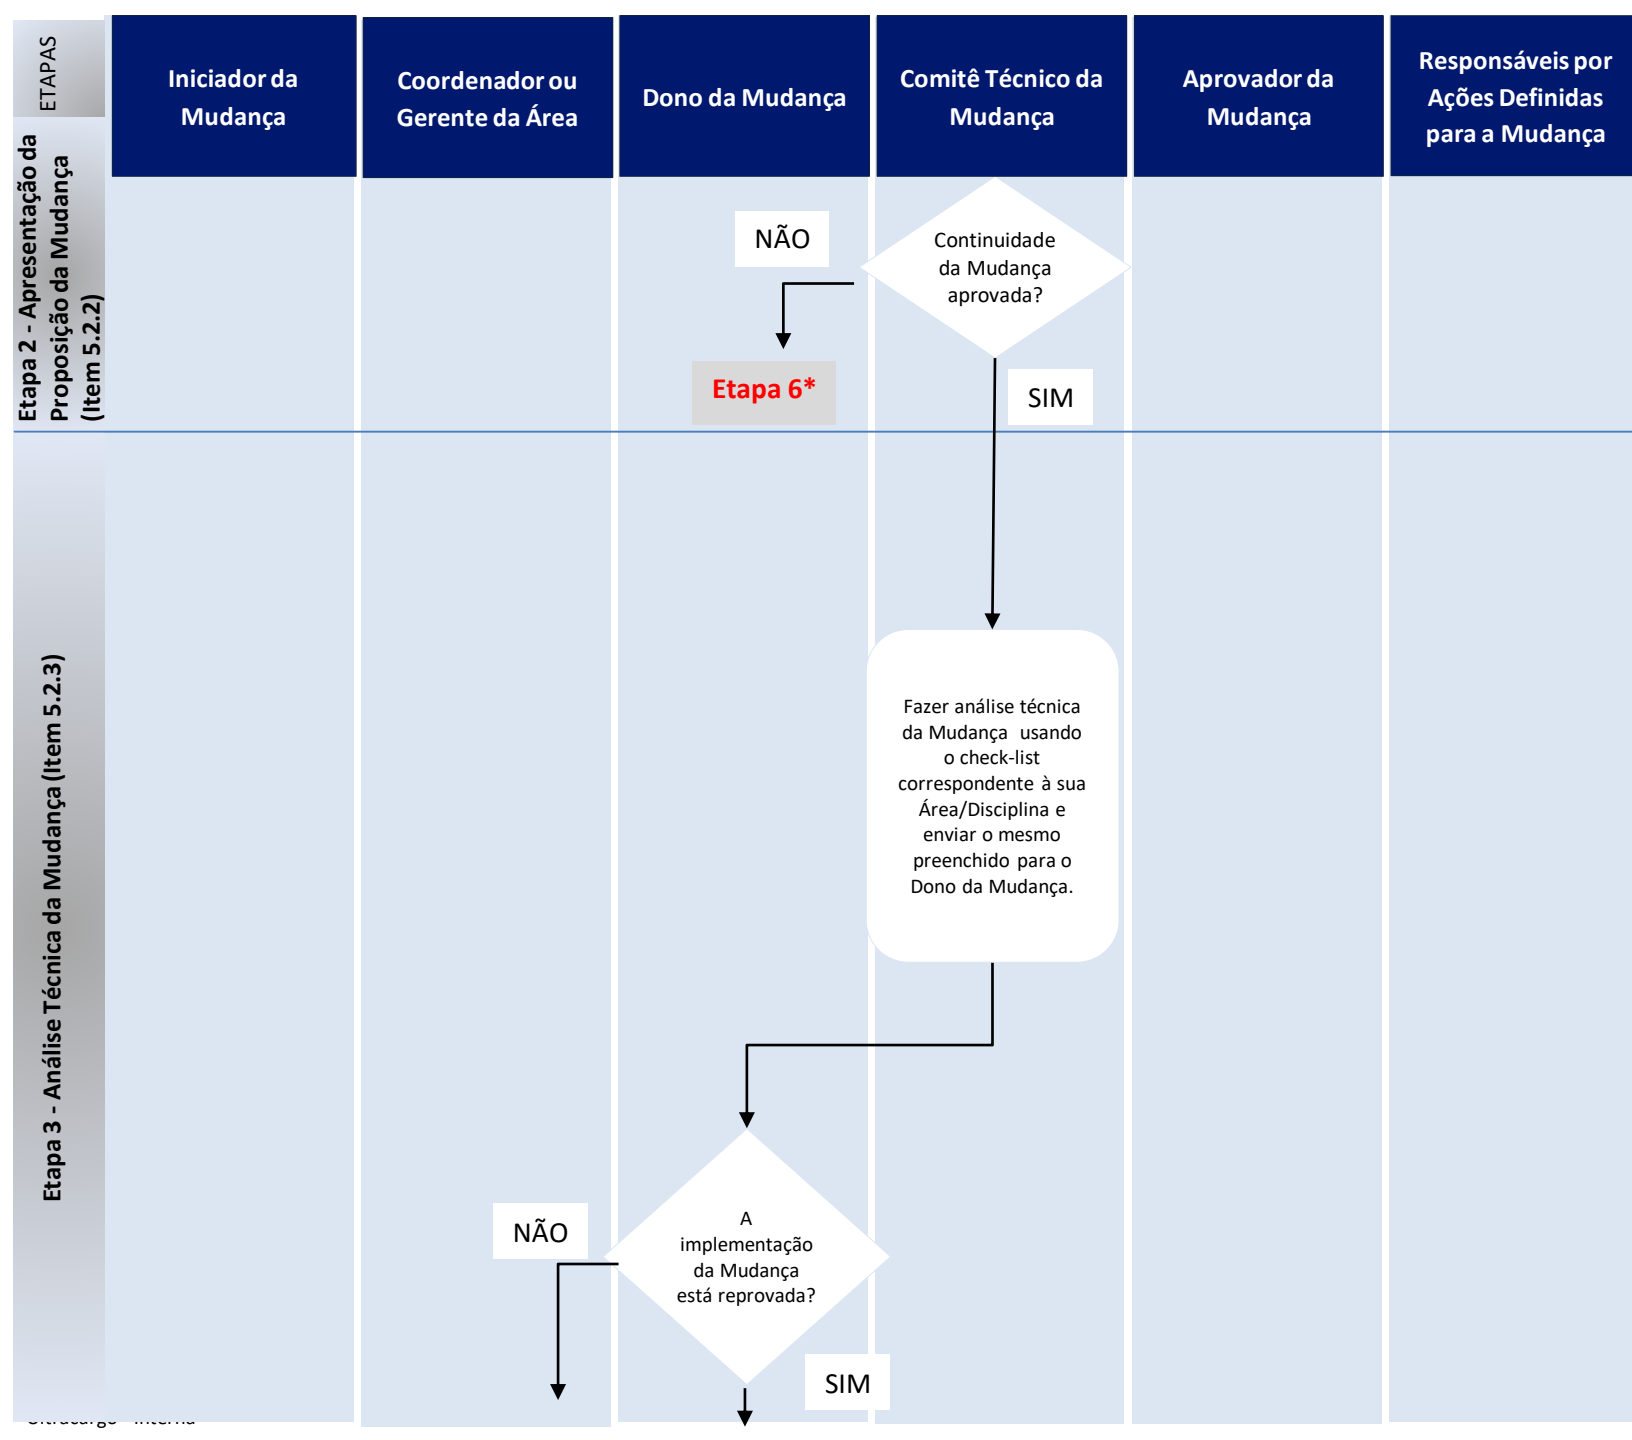 ETAPAS
Iniciador da
Mudança
Coordenador ou
Gerente da Área
Dono da Mudança
Comitê Técnico da
Mudança
Aprovador da
Mudança
Responsáveis por
Ações Definidas
para a Mudança
Etapa 2 - Apresentação da
Proposição da Mudança
(Item 5.2.2)
NÃO
Continuidade
da Mudança
aprovada?
Etapa 6*
SIM
Etapa 3 - Análise Técnica da Mudança (Item 5.2.3)
Fazer análise técnica
da Mudança usando
o check-list
correspondente à sua
Área/Disciplina e
enviar o mesmo
preenchido para o
Dono da Mudança.
NÃO
A
implementação
da Mudança
está reprovada?
SIM